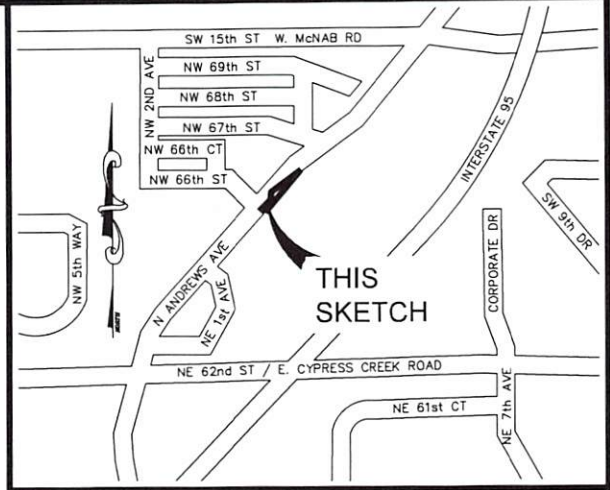 SW 15th ST W. McNAB RD
NW 2ND AVE
NW 69th ST
NW 68th ST
NW 67th ST
NW 66th CT
NW 66th ST
INTERSTATE 95
SW 9th DR
NW 5th WAY
N ANDREWS AVE
NE 1st AVE
THIS
SKETCH
CORPORATE DR
NE 62nd ST / E. CYPRESS CREEK ROAD
NE 61st CT
NE 7th AVE